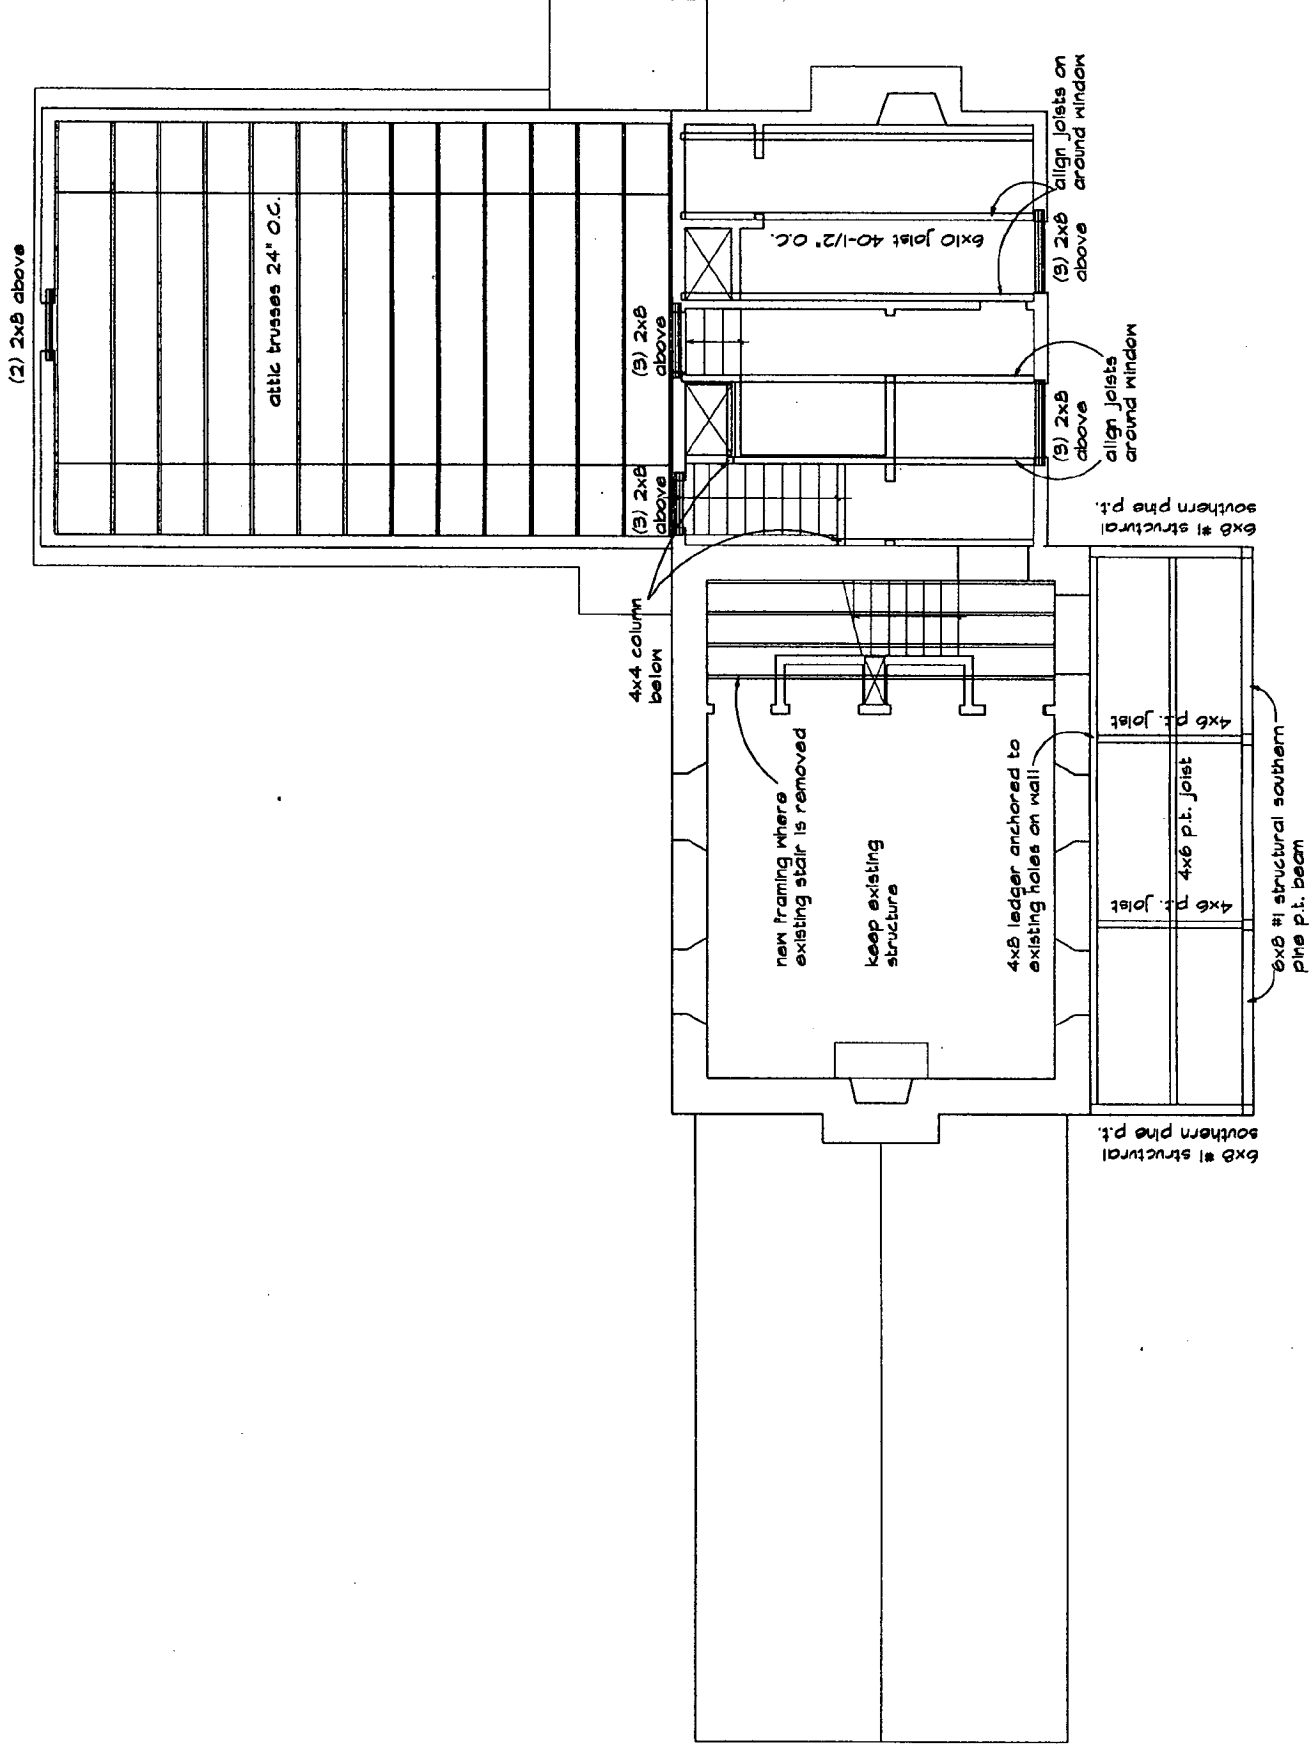 (2) 2x8 above
attic trusses 24" O.C.
(3) 2x8
above
(3) 2x8
above
4x4 column
below
6x10 joist 40-1/2" O.C.
align joists on
around window
(3) 2x8
above
(3) 2x8
above
align joists
around window
6x8 #1 structural
southern pine p.t.
new framing where
existing stair is removed
keep existing
structure
4x8 ledger anchored to
existing holes on wall
4x6 p.t. joist
4x6 p.t. joist
4x6 p.t. joist
6x8 #1 structural southern
pine p.t. beam
6x8 #1 structural
southern pine p.t.